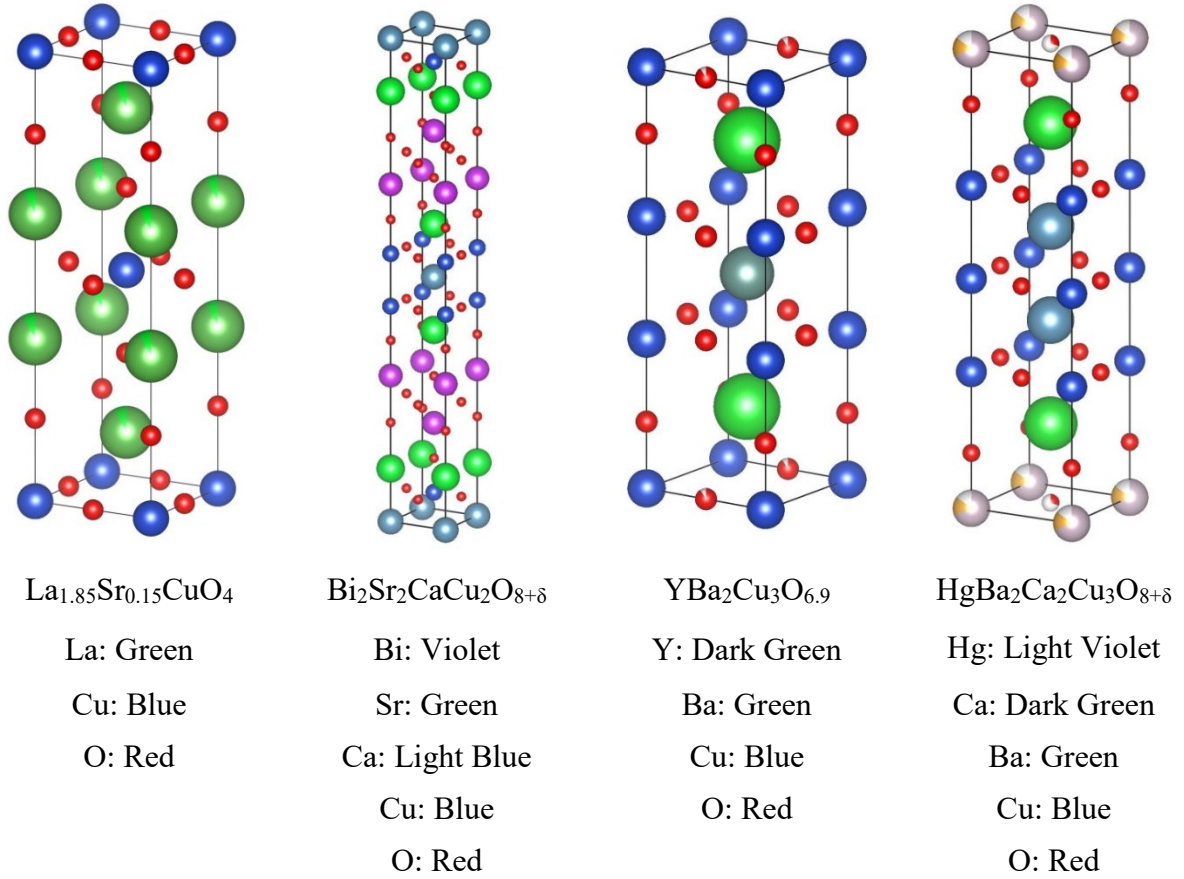 La1.85Sr0.15CuO4
Bi2Sr2CaCu2O8+δ
YBa2Cu3O6.9
HgBa2Ca2Cu3O8+δ
La: Green
Bi: Violet
Y: Dark Green
Hg: Light Violet
Cu: Blue
Sr: Green
Ba: Green
Ca: Dark Green
O: Red
Ca: Light Blue
Cu: Blue
Ba: Green
Cu: Blue
O: Red
Cu: Blue
O: Red
O: Red